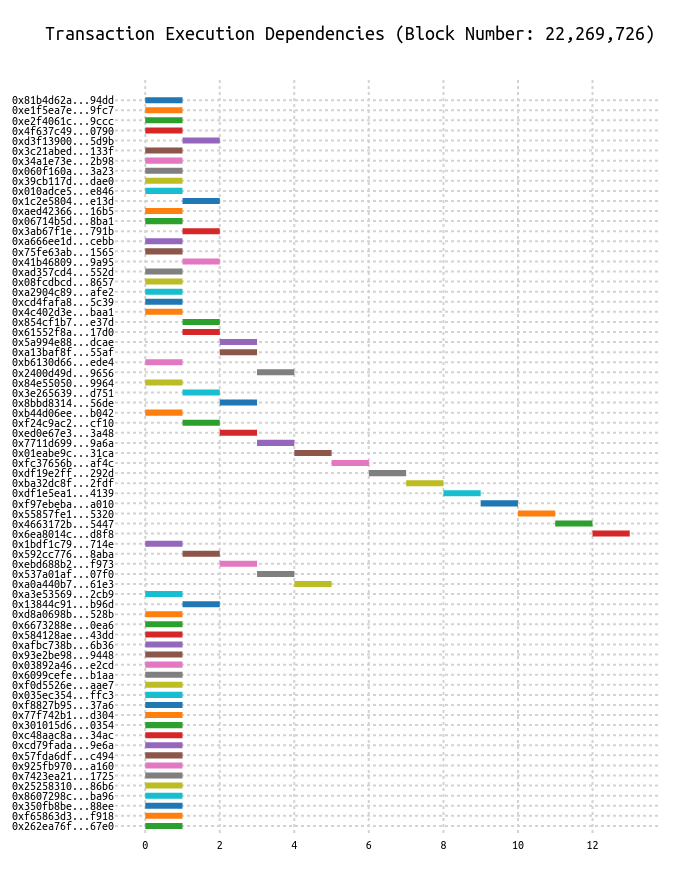 Transaction Execution Dependencies (Block Number: 22,269,726)
0x81b4d62a...94dd
0xe1f5ea7e...9fc7
0xe2f4061c...9ccc
0x4f637c49...0790
0xd3f13900...5d9b
0x3c21abed...133f
0x34a1e73e...2b98
0x060f160a...3a23
0x39cb117d...dae0
0x010adce5...e846
0x1c2e5804...e13d
0xaed42366...16b5
0x06714b5d...8ba1
0x3ab67f1e...791b
0xa666ee1d...cebb
0x75fe63ab...1565
0x41b46809...9a95
0xad357cd4...552d
0x08fcdbcd...8657
0xa2904c89...afe2
0xcd4fafa8...5c39
0x4c402d3e...baa1
0x854cf1b7...e37d
0x61552f8a...17d0
0x5a994e88...dcae
0xa13baf8f...55af
0xb6130d66...ede4
0x2400d49d...9656
0x84e55050...9964
0x3e265639...d751
0x8bbd8314...56de
0xb44d06ee...b042
0xf24c9ac2...cf10
0xed0e67e3...3a48
0x7711d699...9a6a
0x01eabe9c...31ca
0xfc37656b...af4c
0xdf19e2ff...292d
0xba32dc8f...2fdf
0xdf1e5ea1...4139
0xf97ebeba...a010
0x55857fe1...5320
0x4663172b...5447
0x6ea8014c...d8f8
0x1bdf1c79...714e
0x592cc776...8aba
0xebd688b2...f973
0x537a01af...07f0
0xa0a440b7...61e3
0xa3e53569...2cb9
0x13844c91...b96d
0xd8a0698b...528b
0x6673288e...0ea6
0x584128ae...43dd
0xafbc738b...6b36
0x93e2be98...9448
0x03892a46...e2cd
0x6099cefe...b1aa
0xf0d5526e...aae7
0x035ec354...ffc3
0xf8827b95...37a6
0x77f742b1...d304
0x301015d6...0354
0xc48aac8a...34ac
0xcd79fada...9e6a
0x57fda6df...c494
0x925fb970...a160
0x7423ea21...1725
0x25258310...86b6
0x8607298c...ba96
0x350fb8be...88ee
0xf65863d3...f918
0x262ea76f...67e0
0 2 4 6 8 10 12